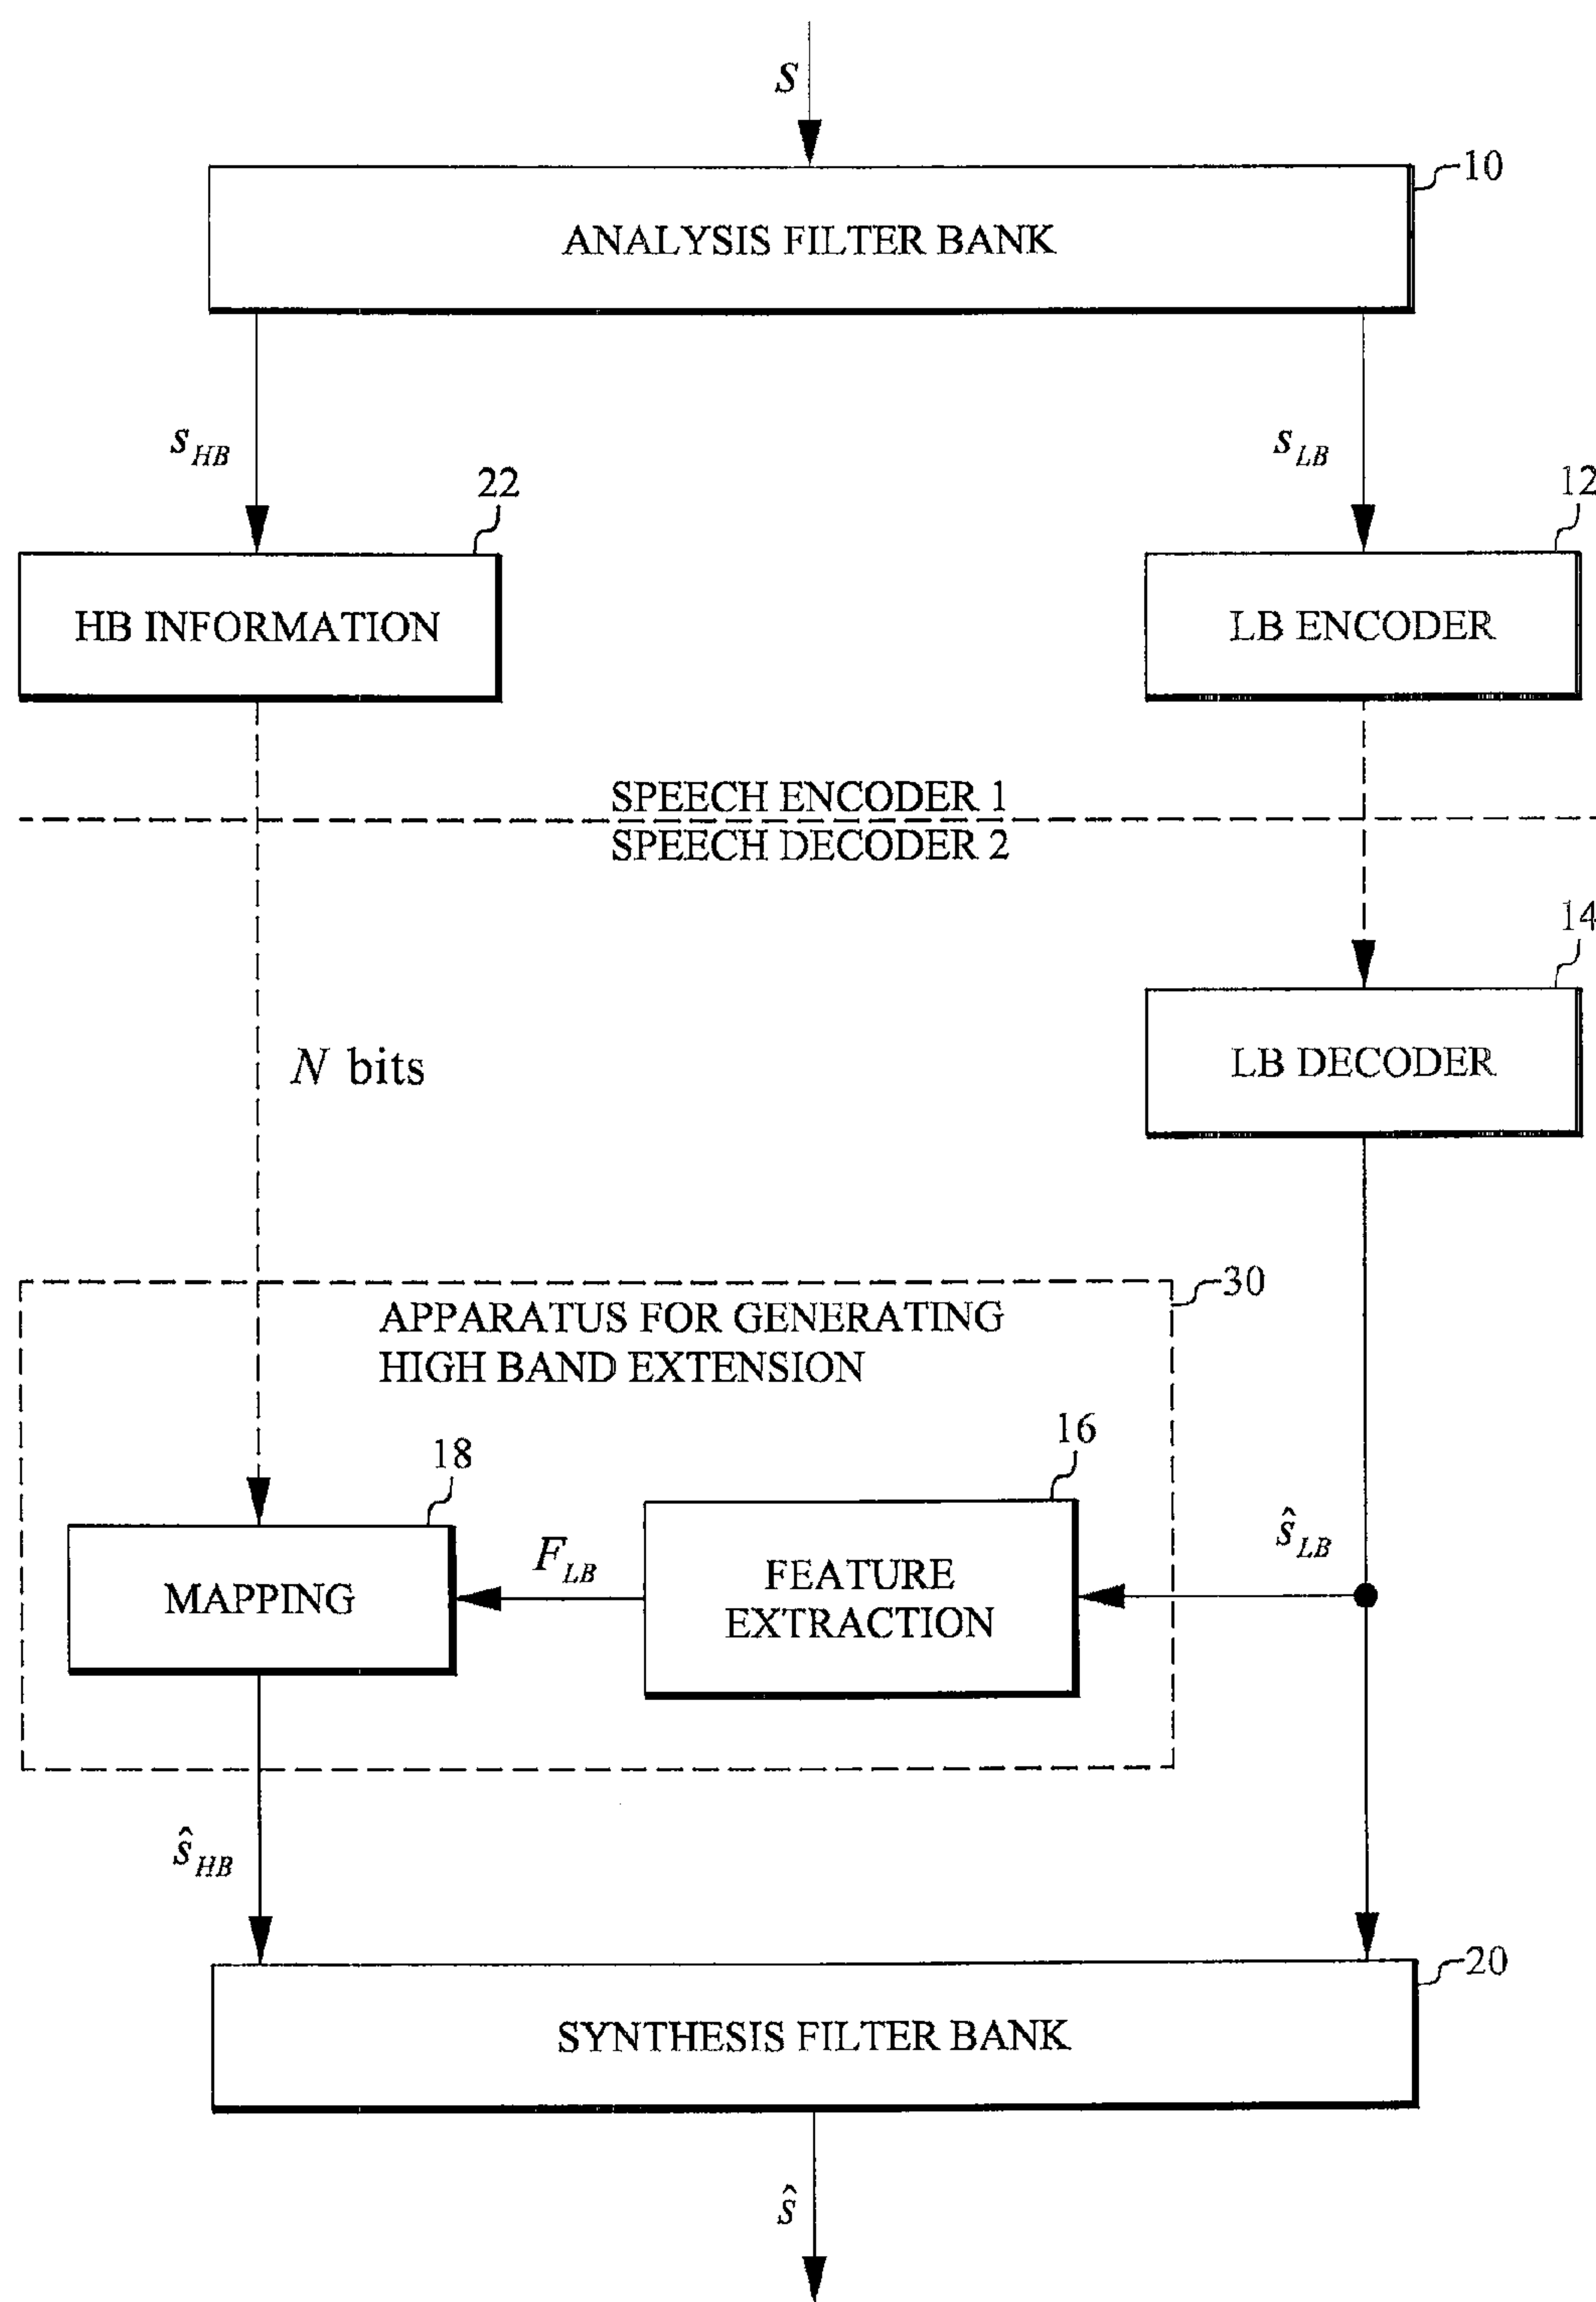 s
10
ANALYSIS FILTER BANK
s_HB
s_LB
22
12
HB INFORMATION
LB ENCODER
SPEECH ENCODER 1
SPEECH DECODER 2
14
N bits
LB DECODER
30
APPARATUS FOR GENERATING
HIGH BAND EXTENSION
18
16
MAPPING
F_LB
FEATURE
EXTRACTION
ŝ_LB
ŝ_HB
20
SYNTHESIS FILTER BANK
ŝ